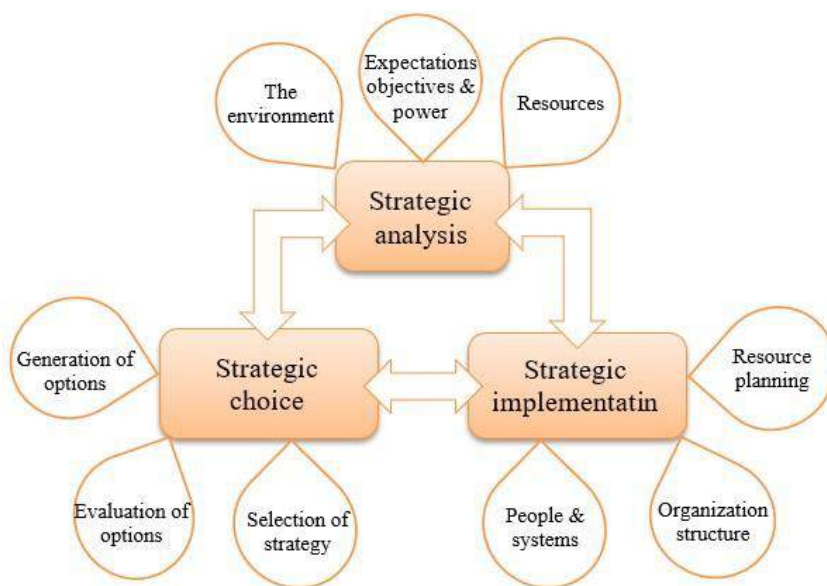 The
environment
Expectations
objectives &
power
Resources
Strategic
analysis
Generation of
options
Strategic
choice
Strategic
implementatin
Resource
planning
Evaluation of
options
Selection of
strategy
People &
systems
Organization
structure